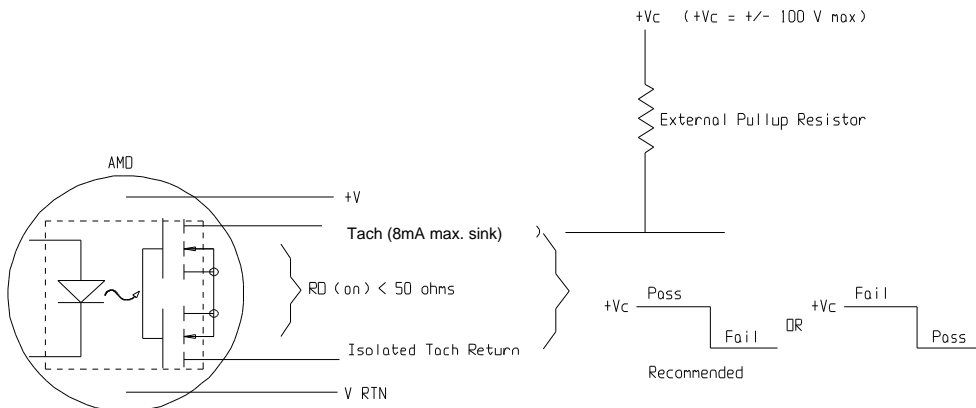 +Vc (+Vc = +/- 100 V max)
External Pullup Resistor
AMD
+V
Tach (8mA max. sink)
)
RD (on) < 50 ohms
Isolated Tach Return
V RTN
+Vc
Pass
Fail
OR
+Vc
Fail
Pass
Recommended